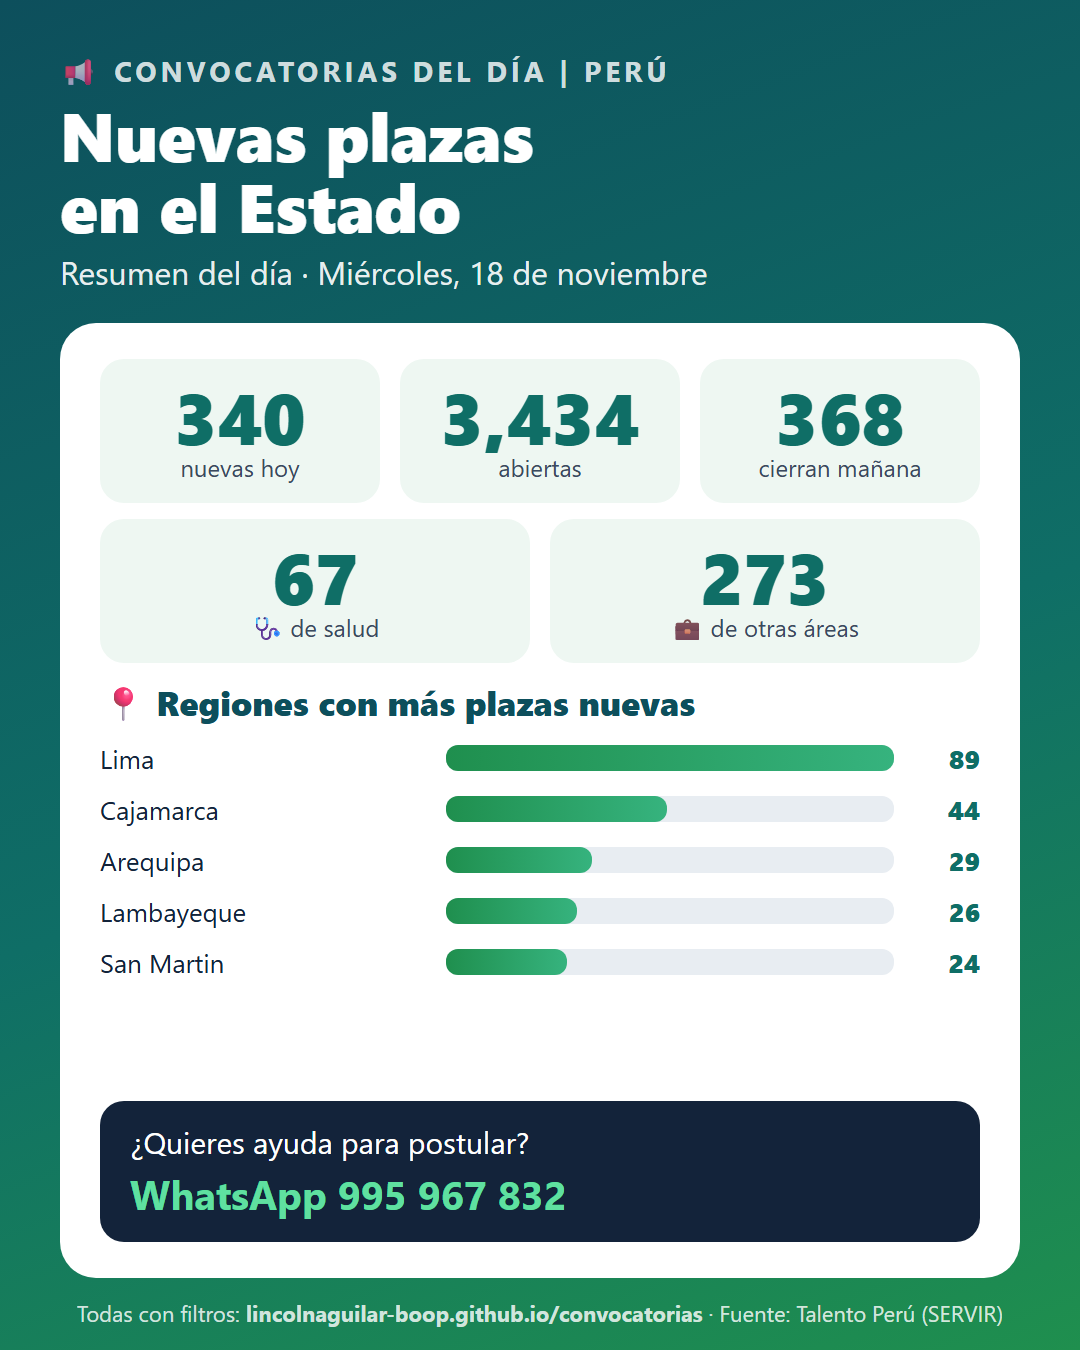 CONVOCATORIAS DEL DÍA | PERÚ
Nuevas plazas
en el Estado
Resumen del día · Miércoles, 18 de noviembre
340
nuevas hoy
3,434
abiertas
368
cierran mañana
67
de salud
273
de otras áreas
Regiones con más plazas nuevas
Lima 89
Cajamarca 44
Arequipa 29
Lambayeque 26
San Martin 24
¿Quieres ayuda para postular?
WhatsApp 995 967 832
Todas con filtros: lincolnaguilar-boop.github.io/convocatorias · Fuente: Talento Perú (SERVIR)